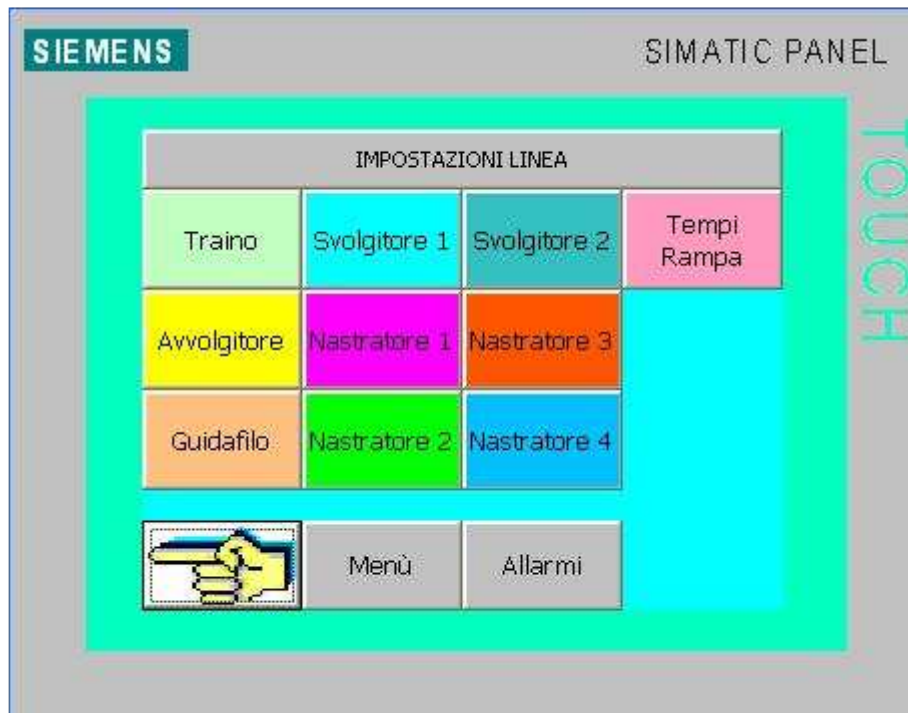 SIEMENS
SIMATIC PANEL
TOUCH
IMPOSTAZIONI LINEA
Traino
Svolgitore 1
Svolgitore 2
Tempi
Rampa
Avvolgitore
Nastratore 1
Nastratore 3
Guidafilo
Nastratore 2
Nastratore 4
Menù
Allarmi